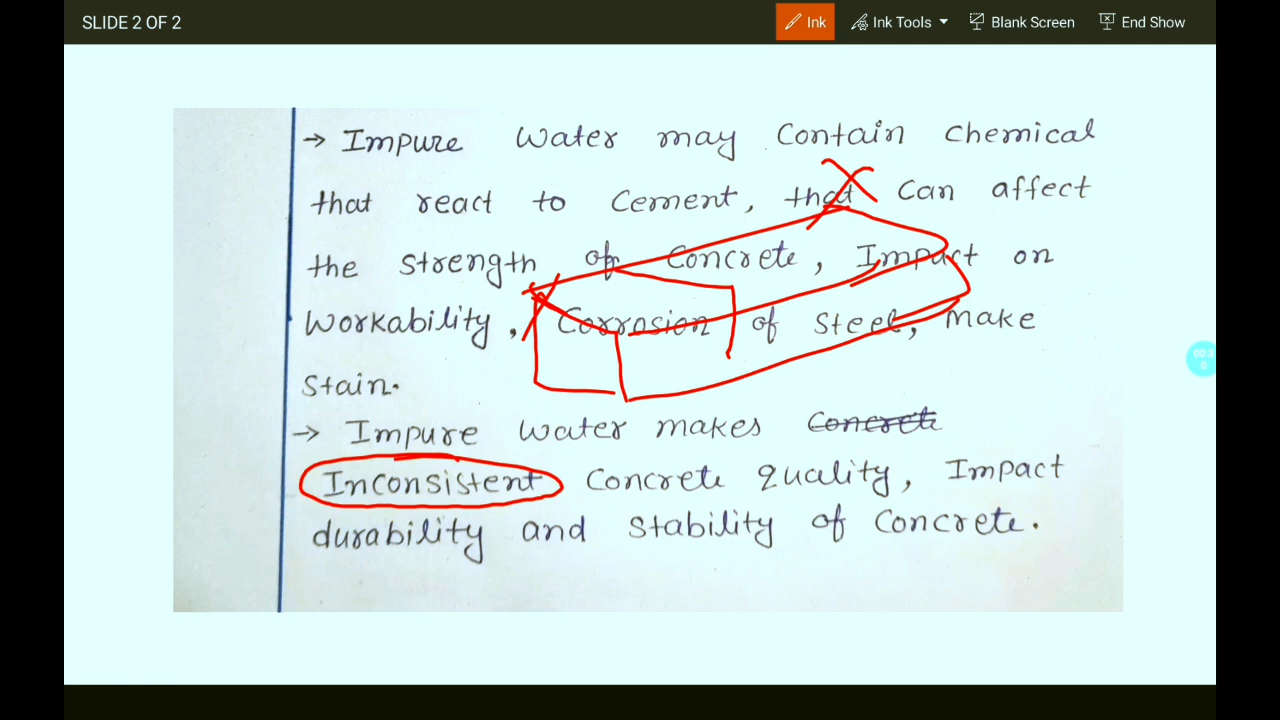 SLIDE 2 OF 2
Ink
Ink Tools
Blank Screen
End Show
→ Impure water may contain chemical
that react to cement, that can affect
the strength of concrete, Impact on
workability, Corrosion of Steel, make
stain.
→ Impure water makes Concrete
Inconsistent Concrete quality, Impact
durability and stability of concrete.